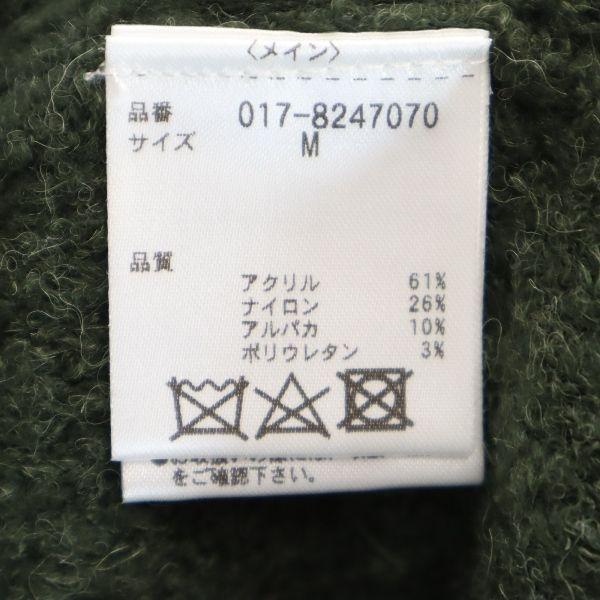 〈メイン〉
品番 017-8247070
サイズ M
品質
アクリル 61%
ナイロン 26%
アルパカ 10%
ポリウレタン 3%
をご確認下さい。